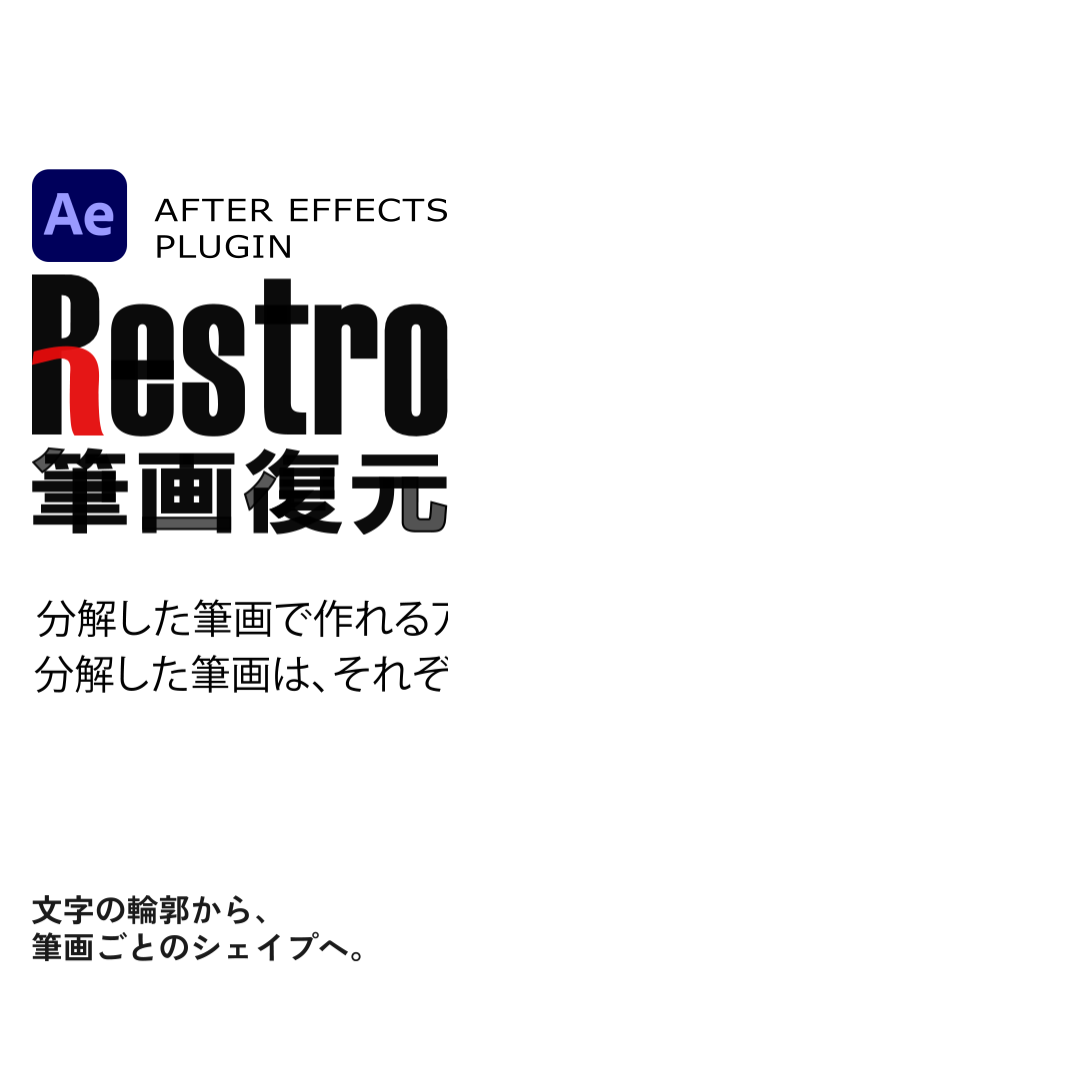 Ae
AFTER EFFECTS
PLUGIN
Restro
筆画復元
分解した筆画で作れる
分解した筆画は、それぞ
文字の輪郭から、
筆画ごとのシェイプへ。